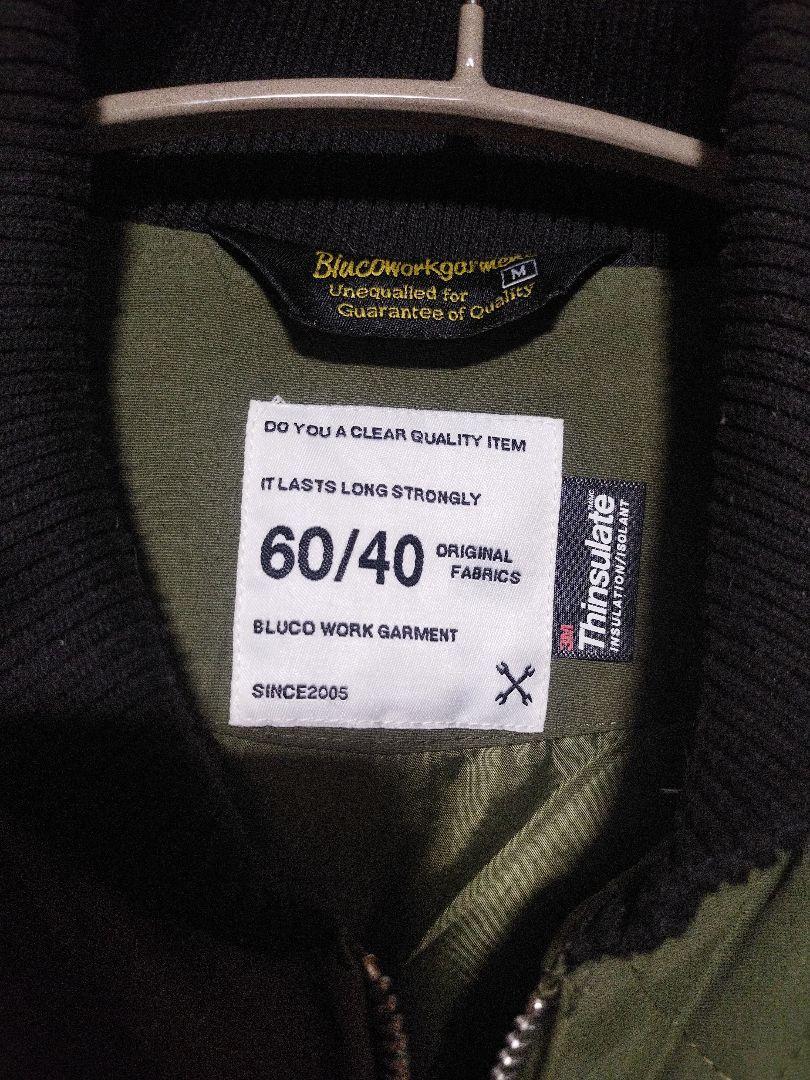 Blucoworkgarment
M
Unequalled for
Guarantee of Quality
DO YOU A CLEAR QUALITY ITEM
IT LASTS LONG STRONGLY
60/40 ORIGINAL
FABRICS
BLUCO WORK GARMENT
SINCE2005
3M
Thinsulate
INSULATION/ISOLANT